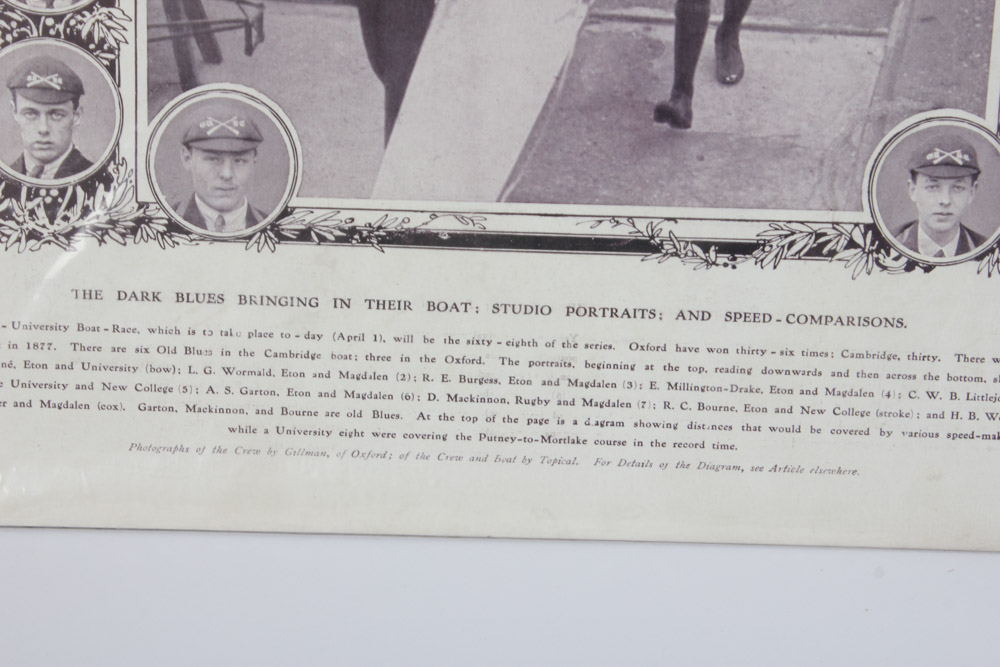 THE DARK BLUES BRINGING IN THEIR BOAT; STUDIO PORTRAITS; AND SPEED-COMPARISONS.
- University Boat-Race, which is to take place to-day (April 1), will be the sixty-eighth of the series. Oxford have won thirty-six times; Cambridge, thirty. There w
in 1877. There are six Old Blues in the Cambridge boat; three in the Oxford. The portraits, beginning at the top, reading downwards and then across the bottom, s
né, Eton and University (bow); L. G. Wormald, Eton and Magdalen (2); R. E. Burgess, Eton and Magdalen (3); E. Millington-Drake, Eton and Magdalen (4); C. W. B. Littlej
e University and New College (5); A. S. Garton, Eton and Magdalen (6); D. Mackinnon, Rugby and Magdalen (7); R. C. Bourne, Eton and New College (stroke); and H. B. W
er and Magdalen (cox). Garton, Mackinnon, and Bourne are old Blues. At the top of the page is a diagram showing distances that would be covered by various speed-mak
while a University eight were covering the Putney-to-Mortlake course in the record time.
Photographs of the Crew by Gillman, of Oxford; of the Crew and Boat by Topical. For Details of the Diagram, see Article elsewhere.